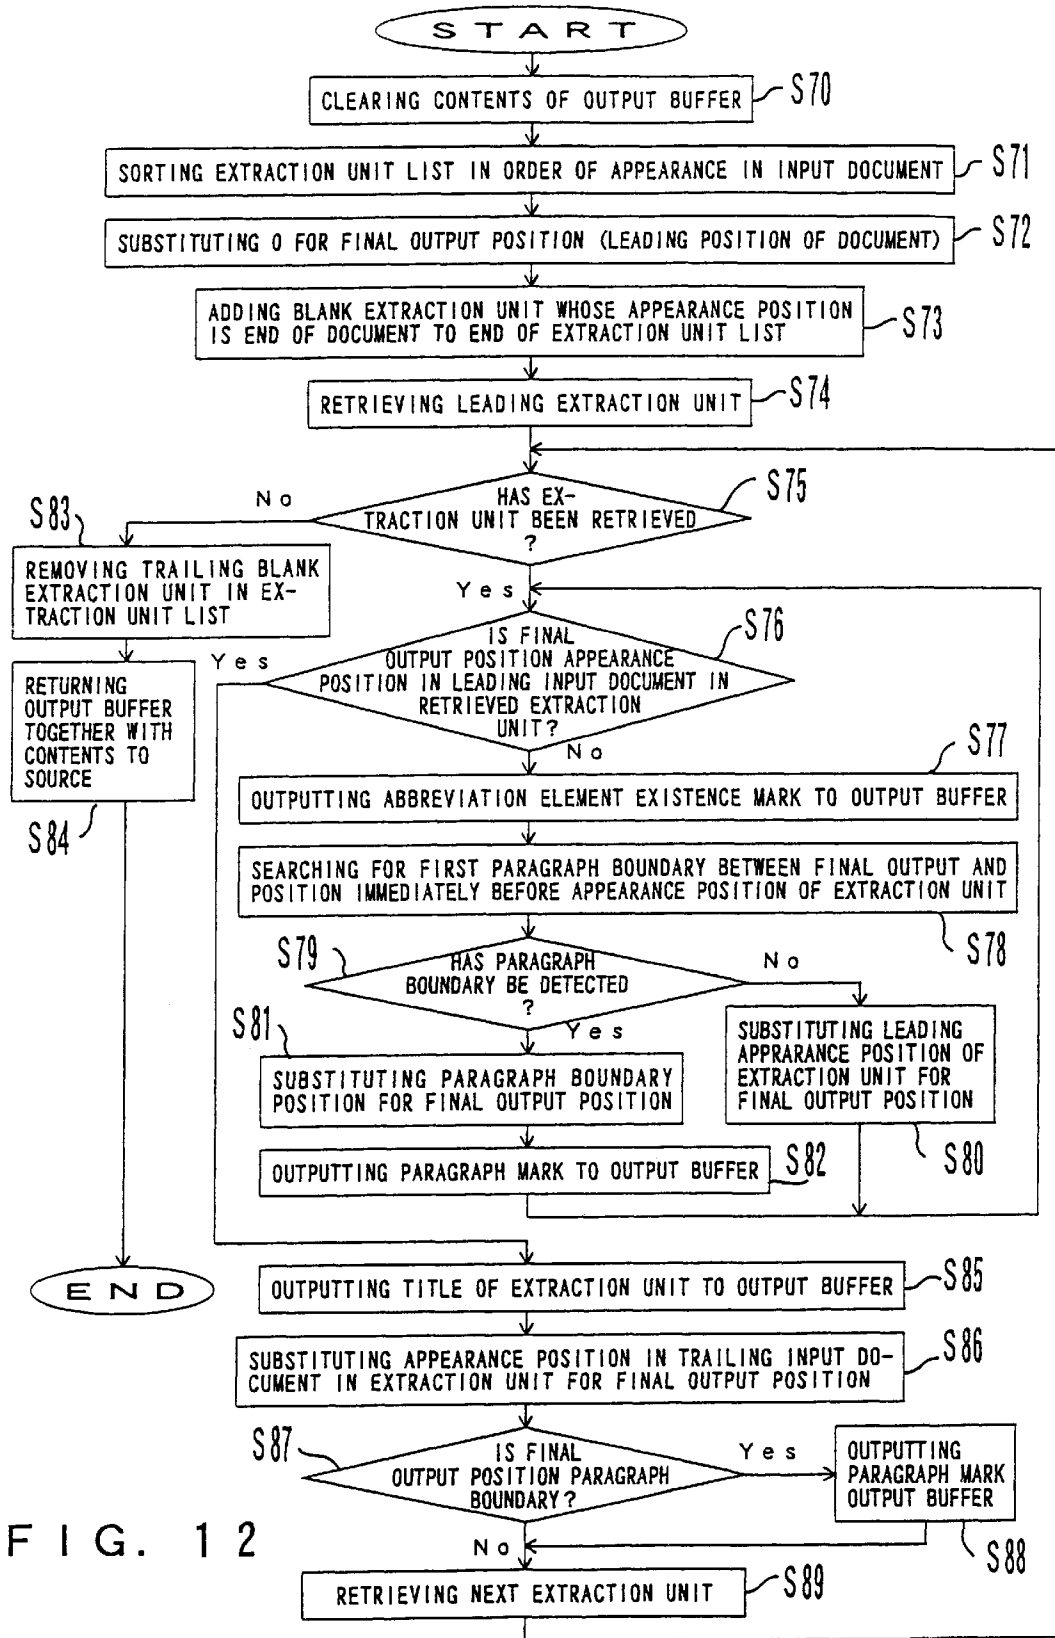 START
CLEARING CONTENTS OF OUTPUT BUFFER
S70
SORTING EXTRACTION UNIT LIST IN ORDER OF APPEARANCE IN INPUT DOCUMENT
S71
SUBSTITUTING 0 FOR FINAL OUTPUT POSITION (LEADING POSITION OF DOCUMENT)
S72
ADDING BLANK EXTRACTION UNIT WHOSE APPEARANCE POSITION
IS END OF DOCUMENT TO END OF EXTRACTION UNIT LIST
S73
RETRIEVING LEADING EXTRACTION UNIT
S74
HAS EX-
TRACTION UNIT BEEN RETRIEVED
?
S75
No
S83
REMOVING TRAILING BLANK
EXTRACTION UNIT IN EX-
TRACTION UNIT LIST
RETURNING
OUTPUT BUFFER
TOGETHER WITH
CONTENTS TO
SOURCE
S84
END
Yes
IS FINAL
OUTPUT POSITION APPEARANCE
POSITION IN LEADING INPUT DOCUMENT IN
RETRIEVED EXTRACTION
UNIT?
S76
Yes
No
S77
OUTPUTTING ABBREVIATION ELEMENT EXISTENCE MARK TO OUTPUT BUFFER
SEARCHING FOR FIRST PARAGRAPH BOUNDARY BETWEEN FINAL OUTPUT AND
POSITION IMMEDIATELY BEFORE APPEARANCE POSITION OF EXTRACTION UNIT
S78
S79
HAS PARAGRAPH
BOUNDARY BE DETECTED
?
No
Yes
SUBSTITUTING LEADING
APPRARANCE POSITION OF
EXTRACTION UNIT FOR
FINAL OUTPUT POSITION
S80
S81
SUBSTITUTING PARAGRAPH BOUNDARY
POSITION FOR FINAL OUTPUT POSITION
OUTPUTTING PARAGRAPH MARK TO OUTPUT BUFFER
S82
OUTPUTTING TITLE OF EXTRACTION UNIT TO OUTPUT BUFFER
S85
SUBSTITUTING APPEARANCE POSITION IN TRAILING INPUT DO-
CUMENT IN EXTRACTION UNIT FOR FINAL OUTPUT POSITION
S86
S87
IS FINAL
OUTPUT POSITION PARAGRAPH
BOUNDARY?
Yes
OUTPUTTING
PARAGRAPH MARK
OUTPUT BUFFER
S88
No
RETRIEVING NEXT EXTRACTION UNIT
S89
FIG. 12